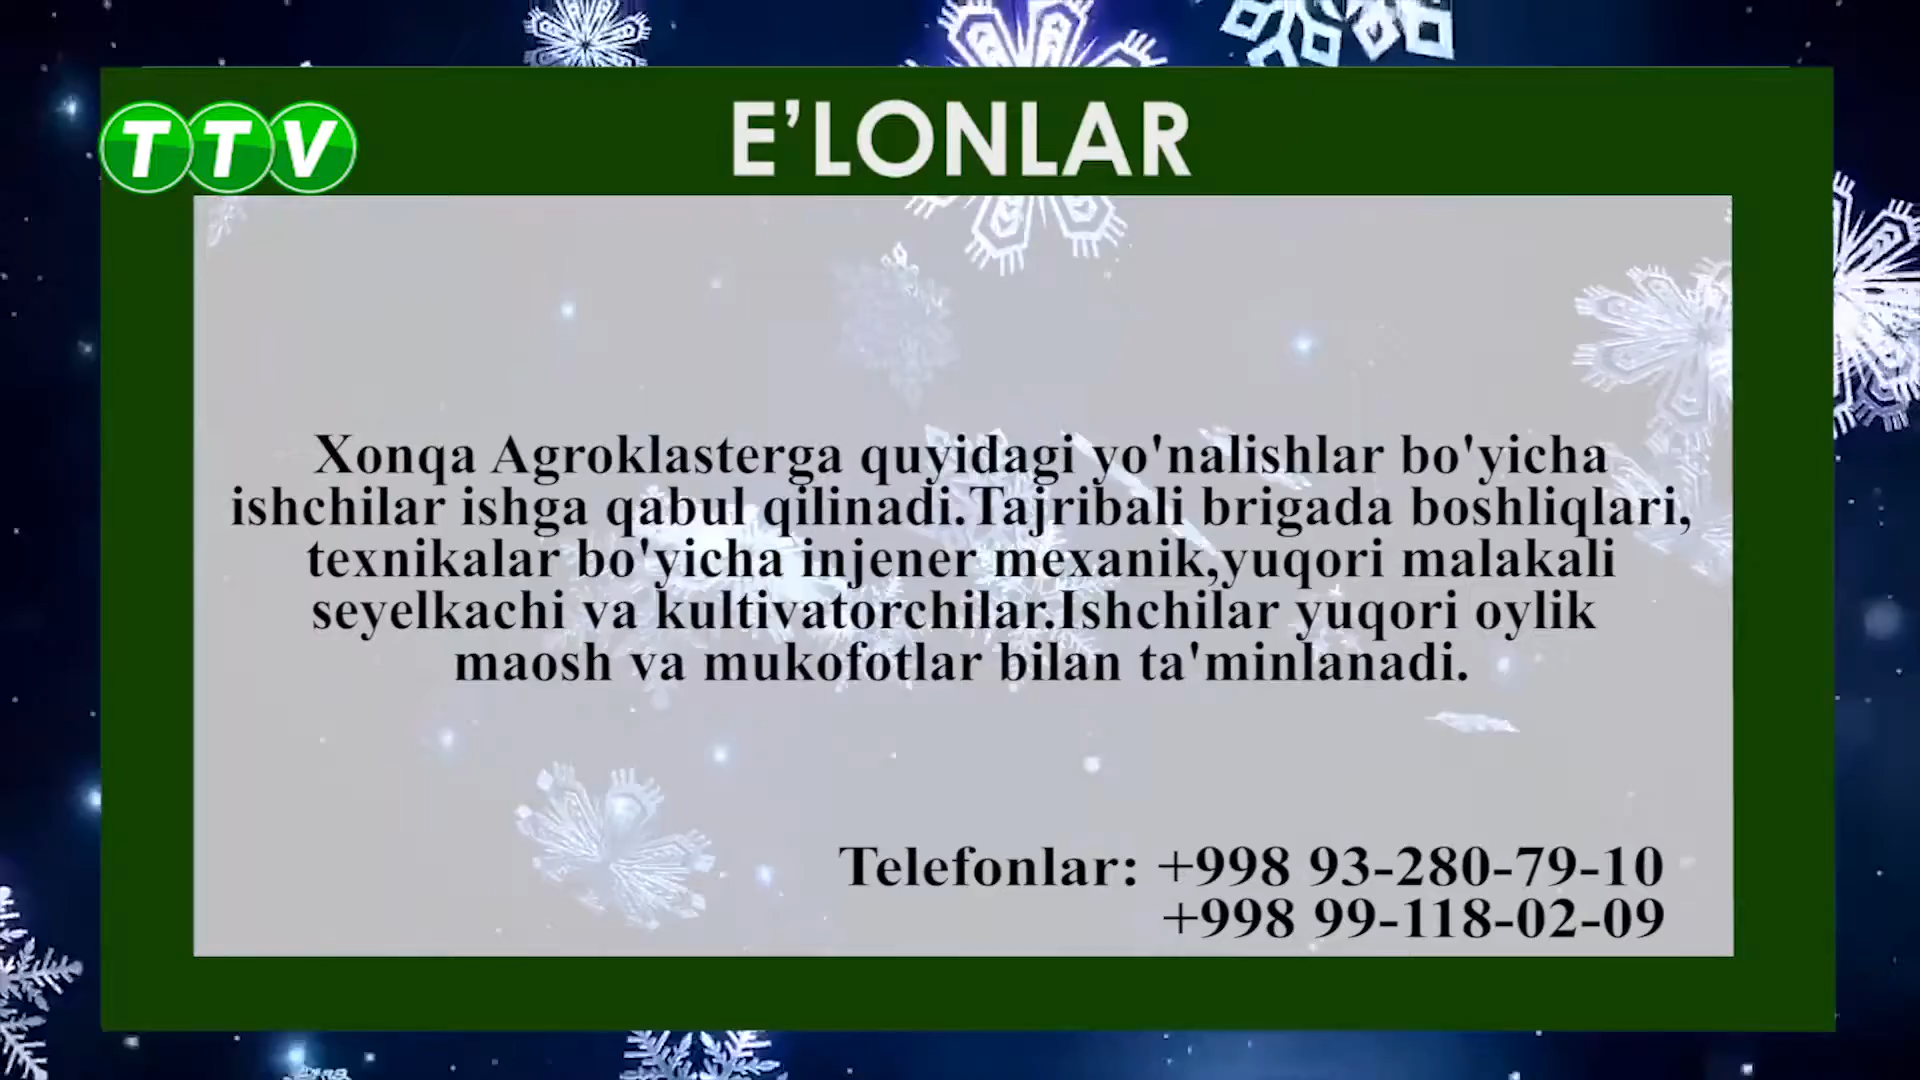 TTV
E’LONLAR
Xonqa Agroklasterga quyidagi yo'nalishlar bo'yicha
ishchilar ishga qabul qilinadi.Tajribali brigada boshliqlari,
texnikalar bo'yicha injener mexanik,yuqori malakali
seyelkachi va kultivatorchilar.Ishchilar yuqori oylik
maosh va mukofotlar bilan ta'minlanadi.
Telefonlar: +998 93-280-79-10
+998 99-118-02-09